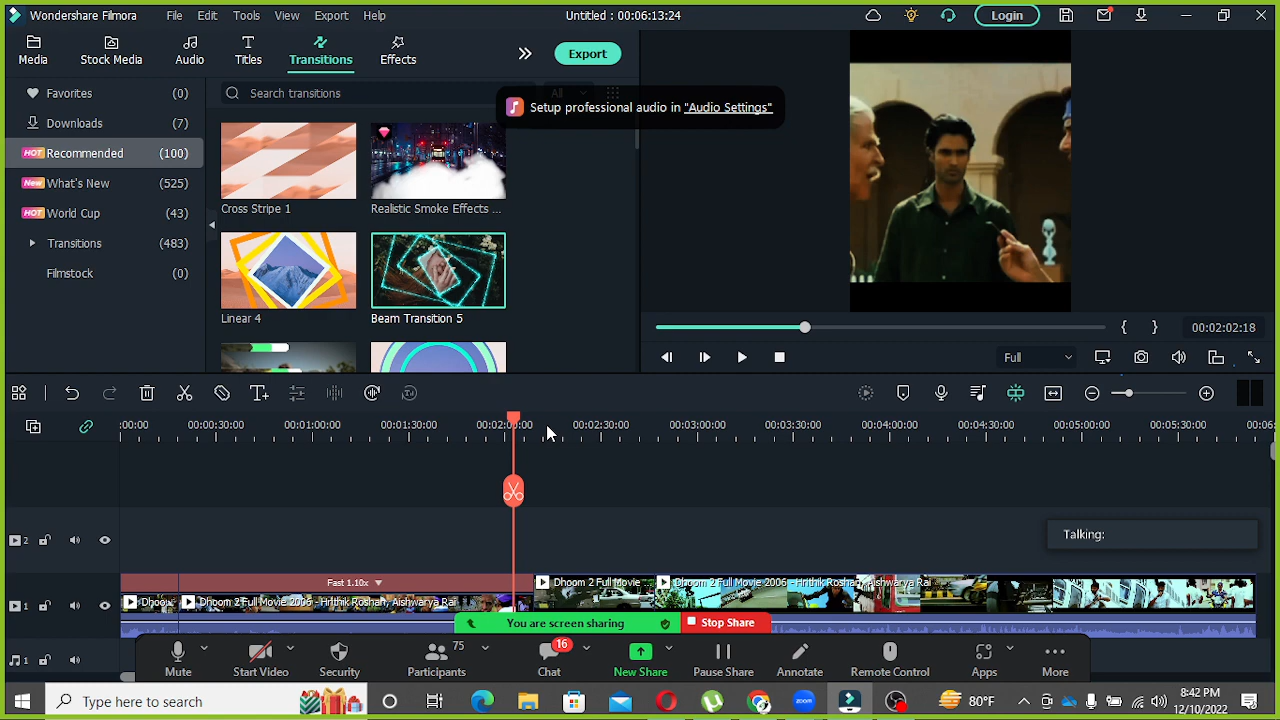 Wondershare Filmora File Edit Tools View Export Help Untitled : 00:06:13:24 Login
Media Stock Media Audio Titles Transitions Effects Export
Favorites (0)
Downloads (7)
HOT Recommended (100)
New What's New (525)
HOT World Cup (43)
Transitions (483)
Filmstock (0)
Search transitions All
Setup professional audio in "Audio Settings"
Cross Stripe 1 Realistic Smoke Effects ...
Linear 4 Beam Transition 5
{ } 00:02:02:18
Full
:00:00 00:00:30:00 00:01:00:00 00:01:30:00 00:02:00:00 00:02:30:00 00:03:00:00 00:03:30:00 00:04:00:00 00:04:30:00 00:05:00:00 00:05:30:00 00:06:
2
Talking:
Fast 1.10x
Dhoom 2 Full Movie Dhoom 2 Full Movie 2006 - Hrithik Roshan, Aishwarya Rai
1
Dhoom Dhoom 2 Full Movie 2006 - Hrithik Roshan, Aishwarya Rai
You are screen sharing Stop Share
1
Mute Start Video Security Participants 75 Chat 16 New Share Pause Share Annotate Remote Control Apps More
Type here to search zoom 80°F 8:42 PM
12/10/2022